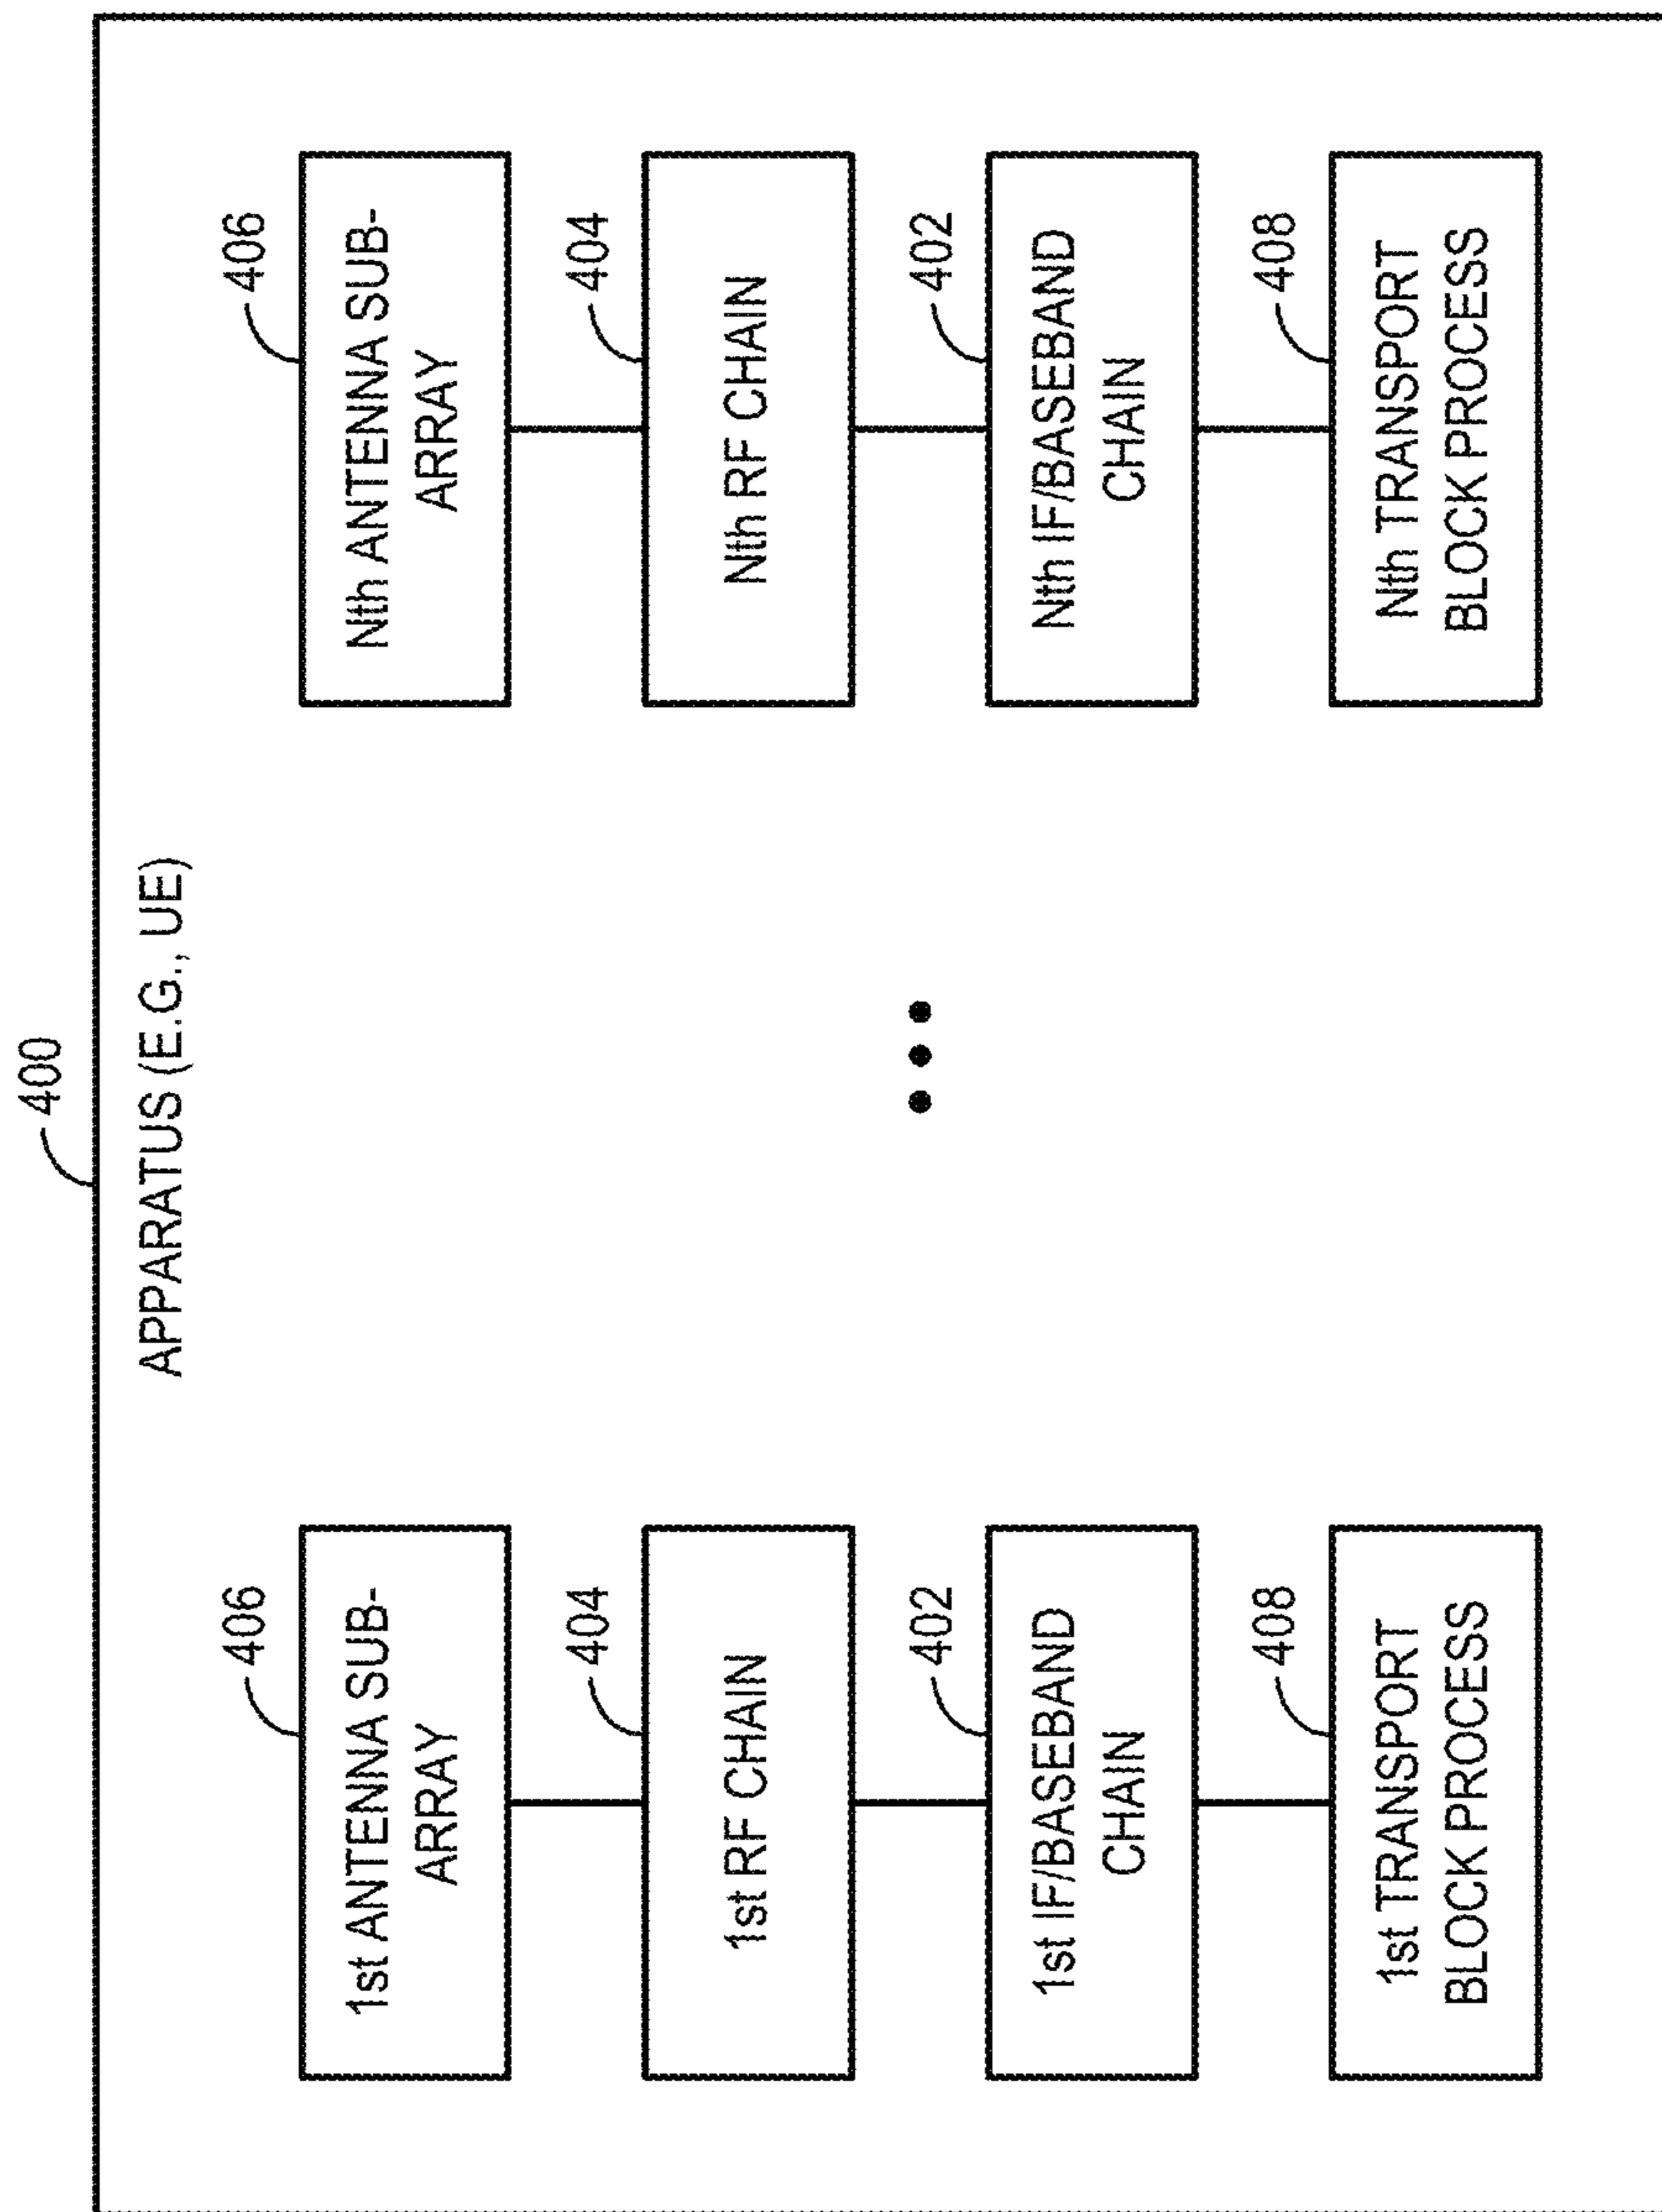 400
APPARATUS (E.G., UE)
406
1st ANTENNA SUB-
ARRAY
404
1st RF CHAIN
402
1st IF/BASEBAND
CHAIN
408
1st TRANSPORT
BLOCK PROCESS
406
Nth ANTENNA SUB-
ARRAY
404
Nth RF CHAIN
402
Nth IF/BASEBAND
CHAIN
408
Nth TRANSPORT
BLOCK PROCESS